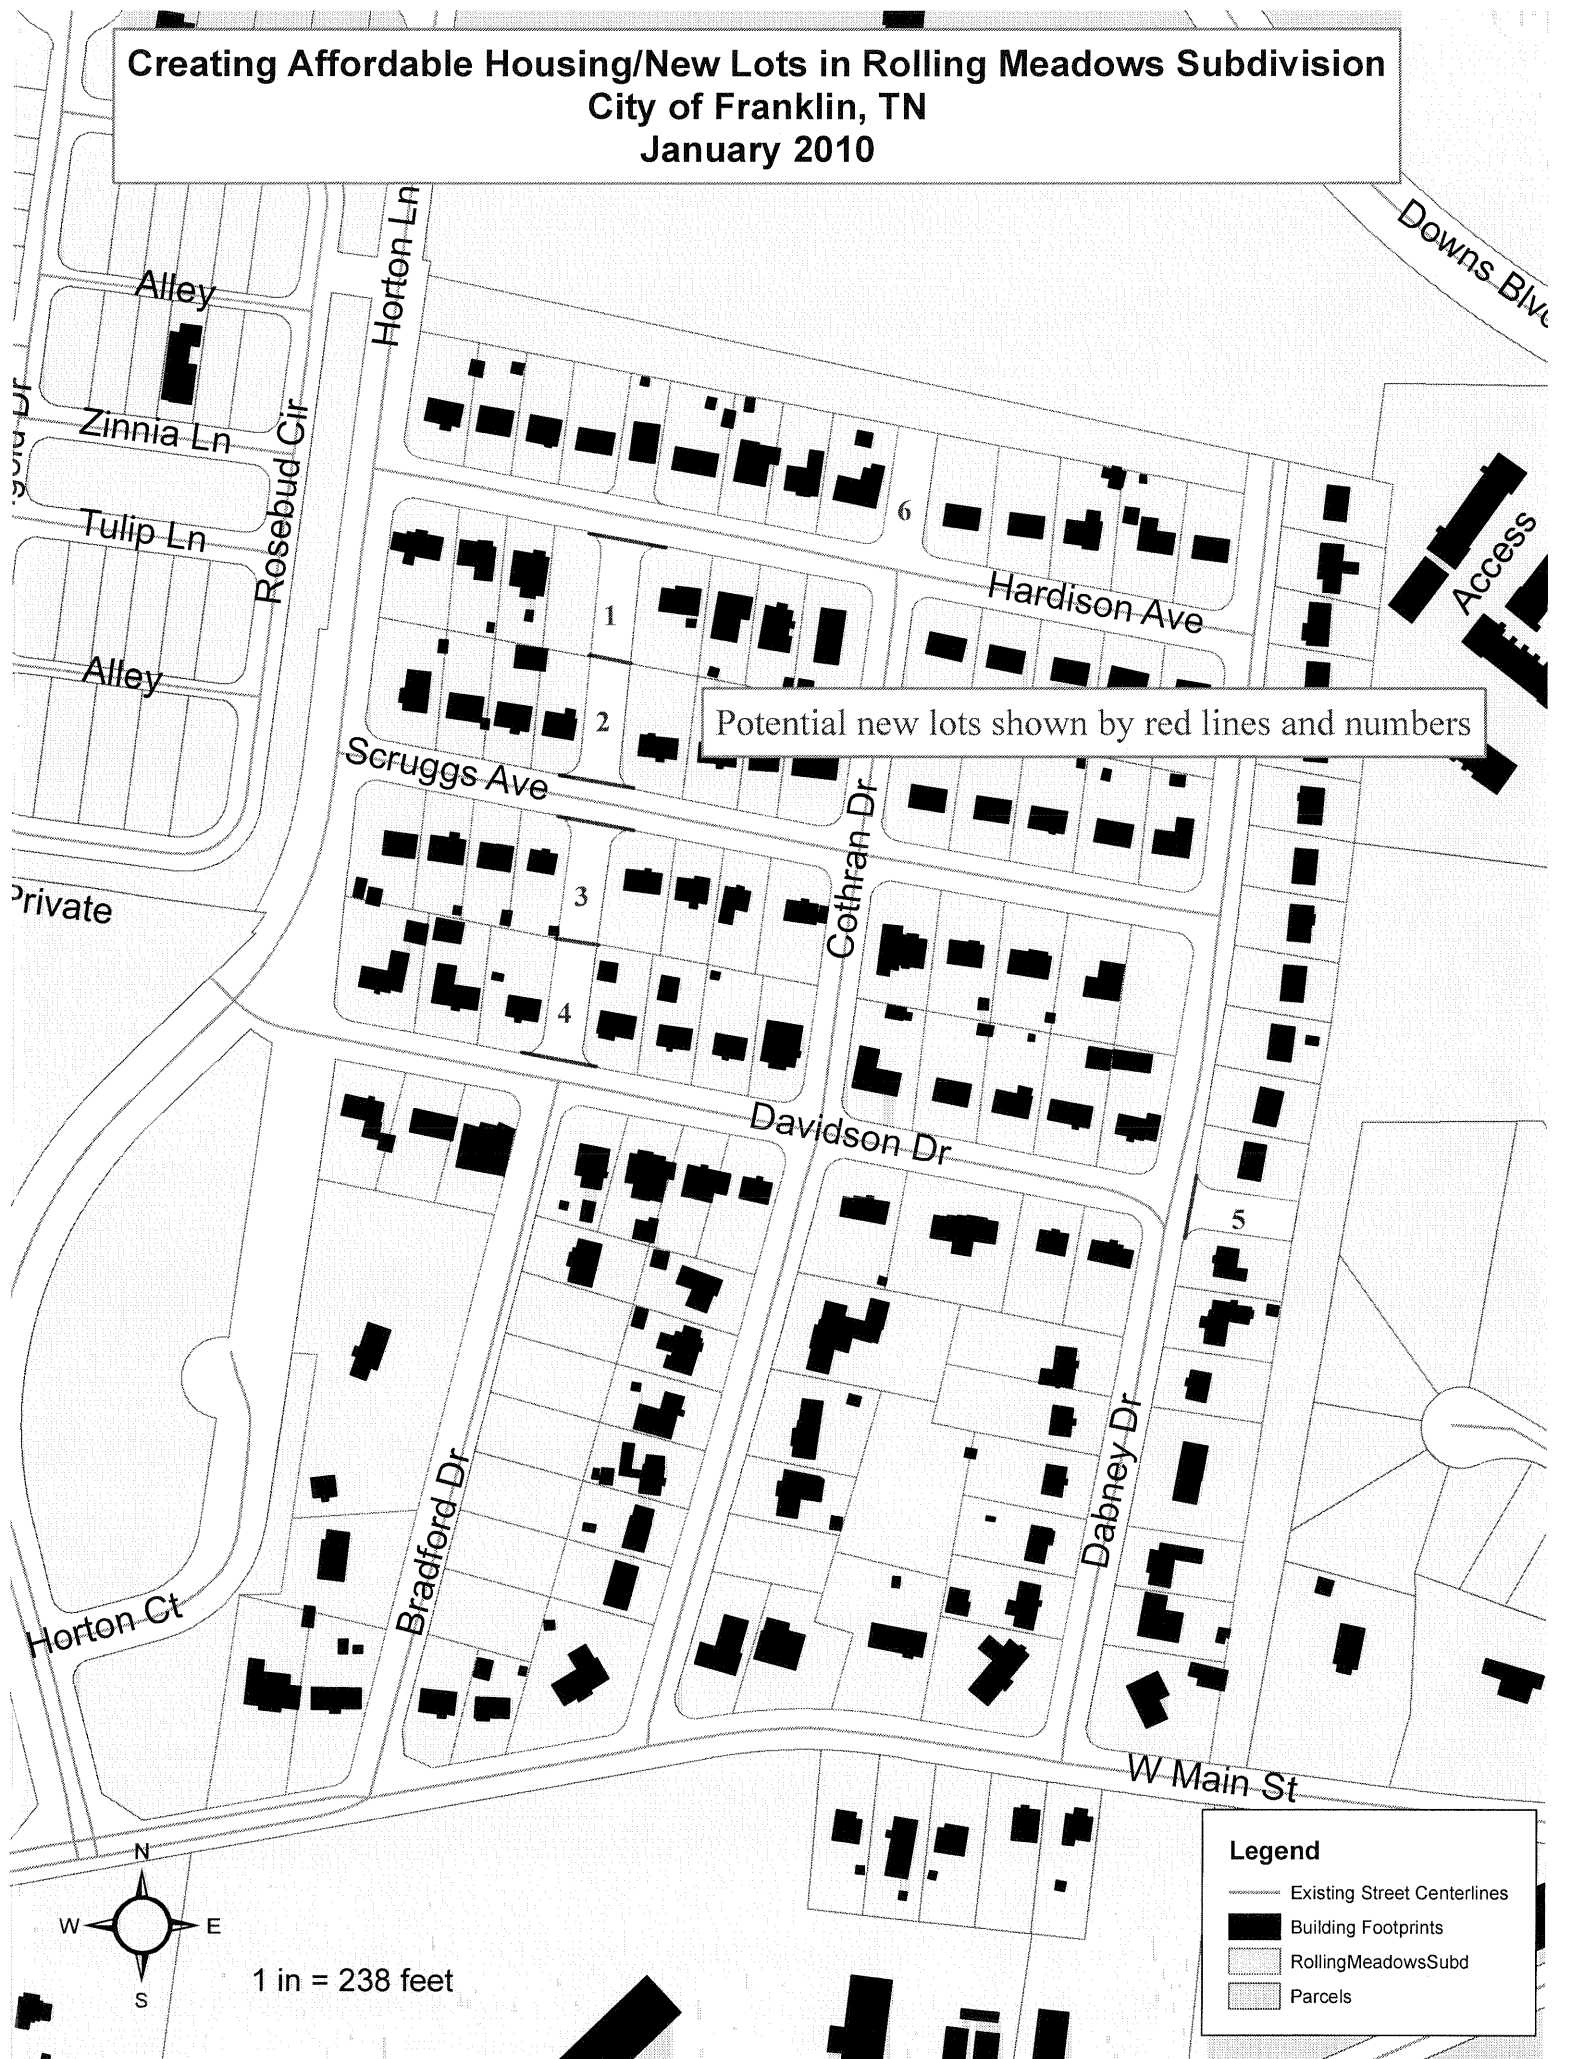 Creating Affordable Housing/New Lots in Rolling Meadows Subdivision
City of Franklin, TN
January 2010
Downs Blv
Horton Ln
Alley
Zinnia Ln
Rosebud Cir
Tulip Ln
Alley
6
Access
Hardison Ave
1
2
Potential new lots shown by red lines and numbers
Scruggs Ave
Cothran Dr
3
Private
4
Davidson Dr
5
Dabney Dr
Bradford Dr
Horton Ct
W Main St
N
W
E
S
1 in = 238 feet
Legend
Existing Street Centerlines
Building Footprints
RollingMeadowsSubd
Parcels